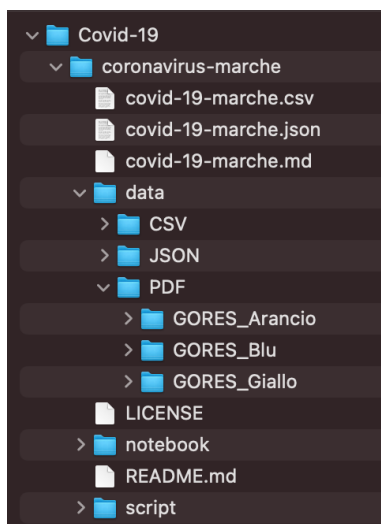 Covid-19
coronavirus-marche
covid-19-marche.csv
covid-19-marche.json
covid-19-marche.md
data
CSV
JSON
PDF
GORES_Arancio
GORES_Blu
GORES_Giallo
LICENSE
notebook
README.md
script